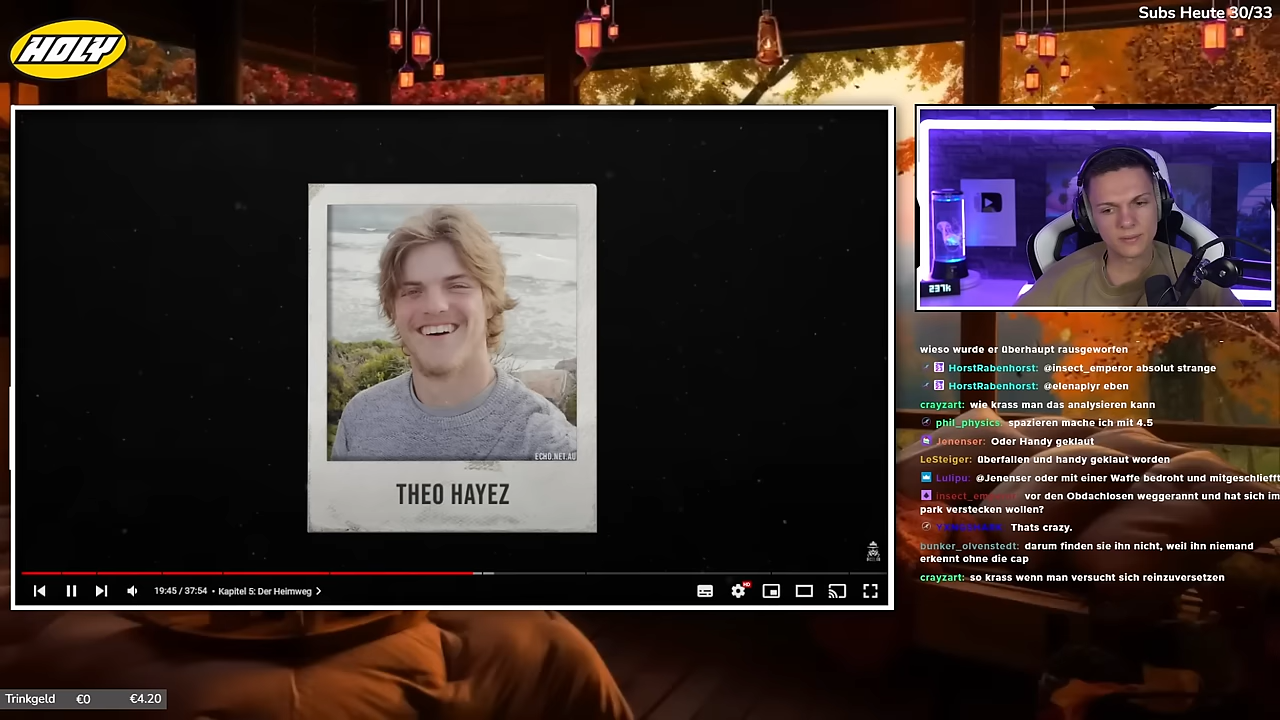 Subs Heute 30/33
HOLY
ECHO.NET.AU
THEO HAYEZ
19:45 / 37:54 • Kapitel 5: Der Heimweg
HD
237k
wieso wurde er überhaupt rausgeworfen
HorstRabenhorst: @insect_emperor absolut strange
HorstRabenhorst: @elenaplyr eben
crayzart: wie krass man das analysieren kann
phil_physics: spazieren mache ich mit 4.5
Jenenser: Oder Handy geklaut
LeSteiger: überfallen und handy geklaut worden
Lulipu: @Jenenser oder mit einer Waffe bedroht und mitgeschliefft
vor den Obdachlosen weggerannt und hat sich im
park verstecken wollen?
Thats crazy.
bunker_olvenstedt: darum finden sie ihn nicht, weil ihn niemand
erkennt ohne die cap
crayzart: so krass wenn man versucht sich reinzuversetzen
Trinkgeld €0 €4.20